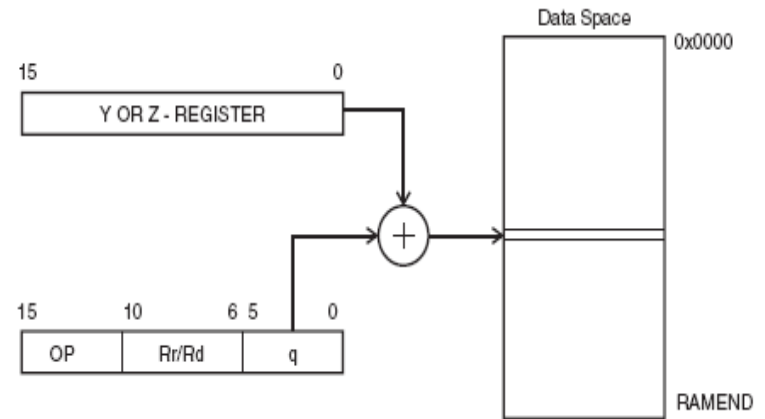 Data Space
0x0000
15 0
Y OR Z - REGISTER
+
15 10 6 5 0
OP Rr/Rd q
RAMEND